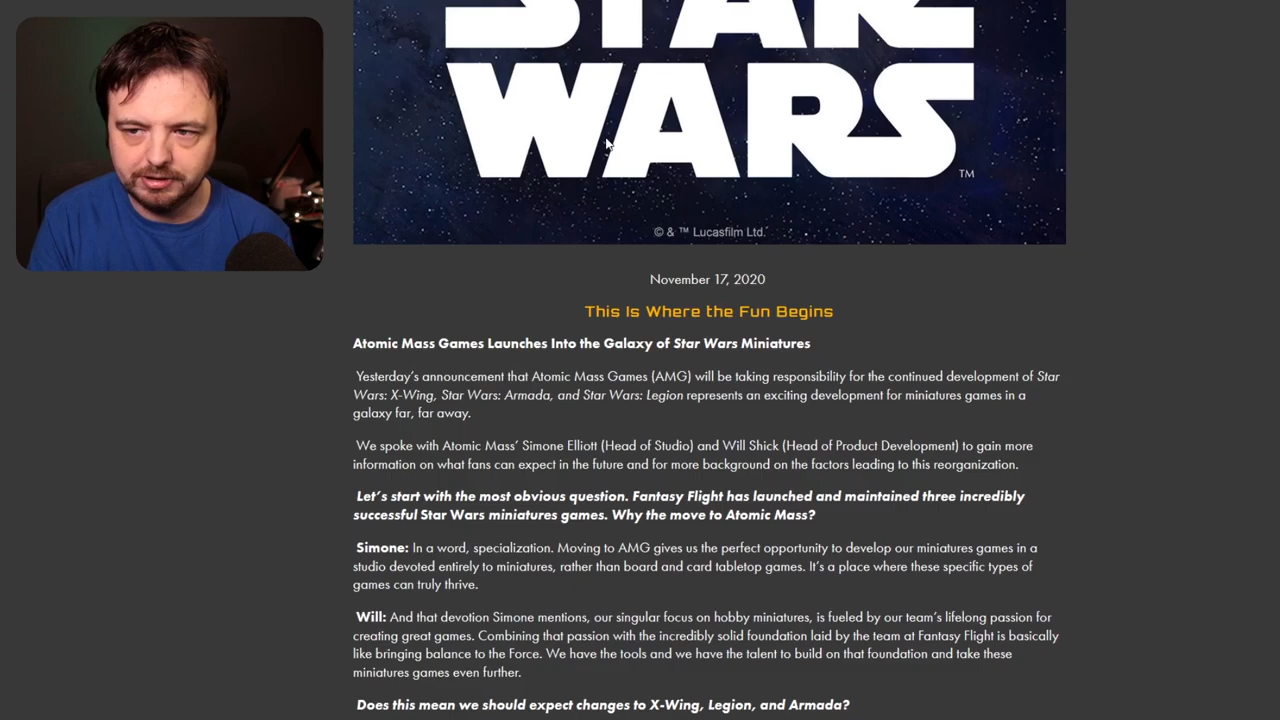 STAR
WARS
TM
© & ™ Lucasfilm Ltd.
November 17, 2020
This Is Where the Fun Begins
Atomic Mass Games Launches Into the Galaxy of Star Wars Miniatures
Yesterday's announcement that Atomic Mass Games (AMG) will be taking responsibility for the continued development of Star
Wars: X-Wing, Star Wars: Armada, and Star Wars: Legion represents an exciting development for miniatures games in a
galaxy far, far away.
We spoke with Atomic Mass' Simone Elliott (Head of Studio) and Will Shick (Head of Product Development) to gain more
information on what fans can expect in the future and for more background on the factors leading to this reorganization.
Let's start with the most obvious question. Fantasy Flight has launched and maintained three incredibly
successful Star Wars miniatures games. Why the move to Atomic Mass?
Simone: In a word, specialization. Moving to AMG gives us the perfect opportunity to develop our miniatures games in a
studio devoted entirely to miniatures, rather than board and card tabletop games. It's a place where these specific types of
games can truly thrive.
Will: And that devotion Simone mentions, our singular focus on hobby miniatures, is fueled by our team's lifelong passion for
creating great games. Combining that passion with the incredibly solid foundation laid by the team at Fantasy Flight is basically
like bringing balance to the Force. We have the tools and we have the talent to build on that foundation and take these
miniatures games even further.
Does this mean we should expect changes to X-Wing, Legion, and Armada?